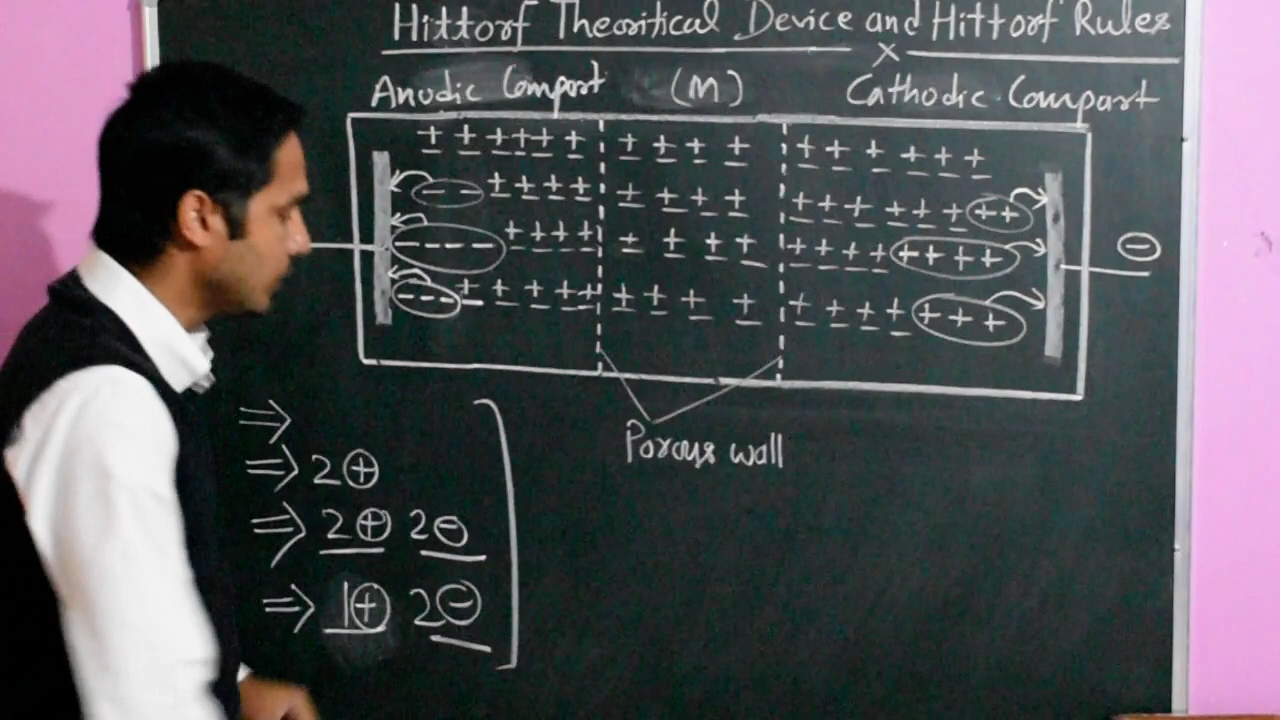 Hittorf Theoritical Device and Hittorf Rules
x
Anodic Compart (M) Cathodic. Compart
± ± ± ± ± ± ± ± ± ± ± ± ± ± ± ±
- - ± ± ± ± ± ± ± ± ± ± ± ± ± ± + +
- - - - ± ± ± ± ± ± ± ± ± ± ± ± + + + + ⊖
- - - ± ± ± ± ± ± ± ± ± ± ± ± ± + + +
⇒
Porous wall
⇒ 2⊕
⇒ 2⊕ 2⊖
⇒ 1⊕ 2⊖